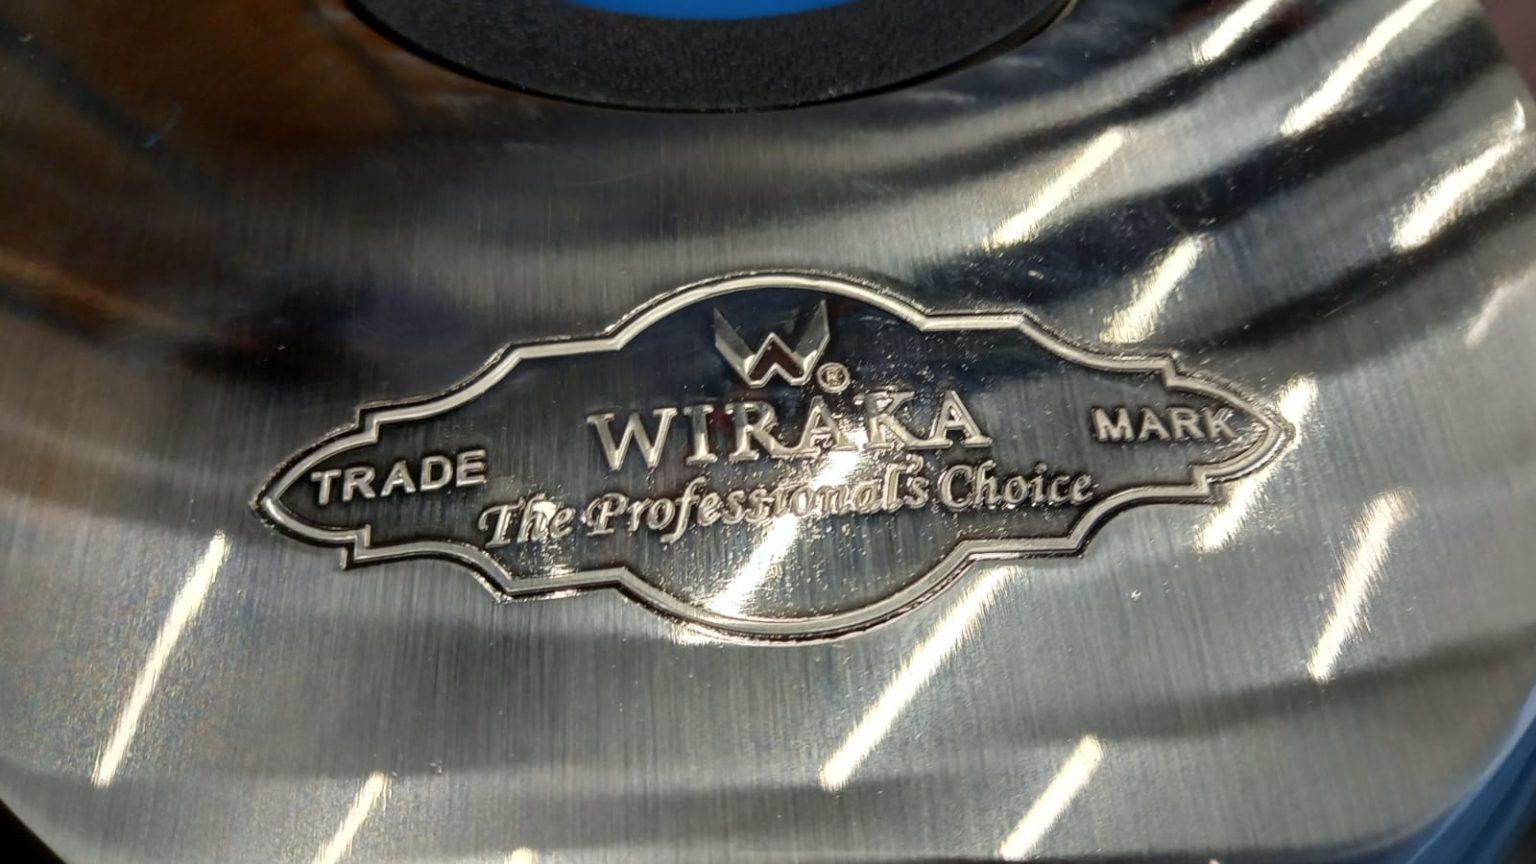 W®
WIRAKA
TRADE MARK
The Professional's Choice